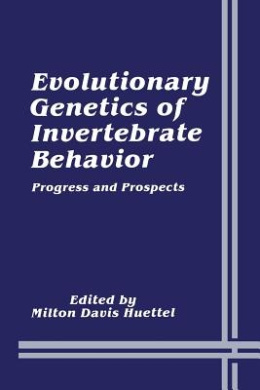 Evolutionary
Genetics of
Invertebrate
Behavior
Progress and Prospects
Edited by
Milton Davis Huettel